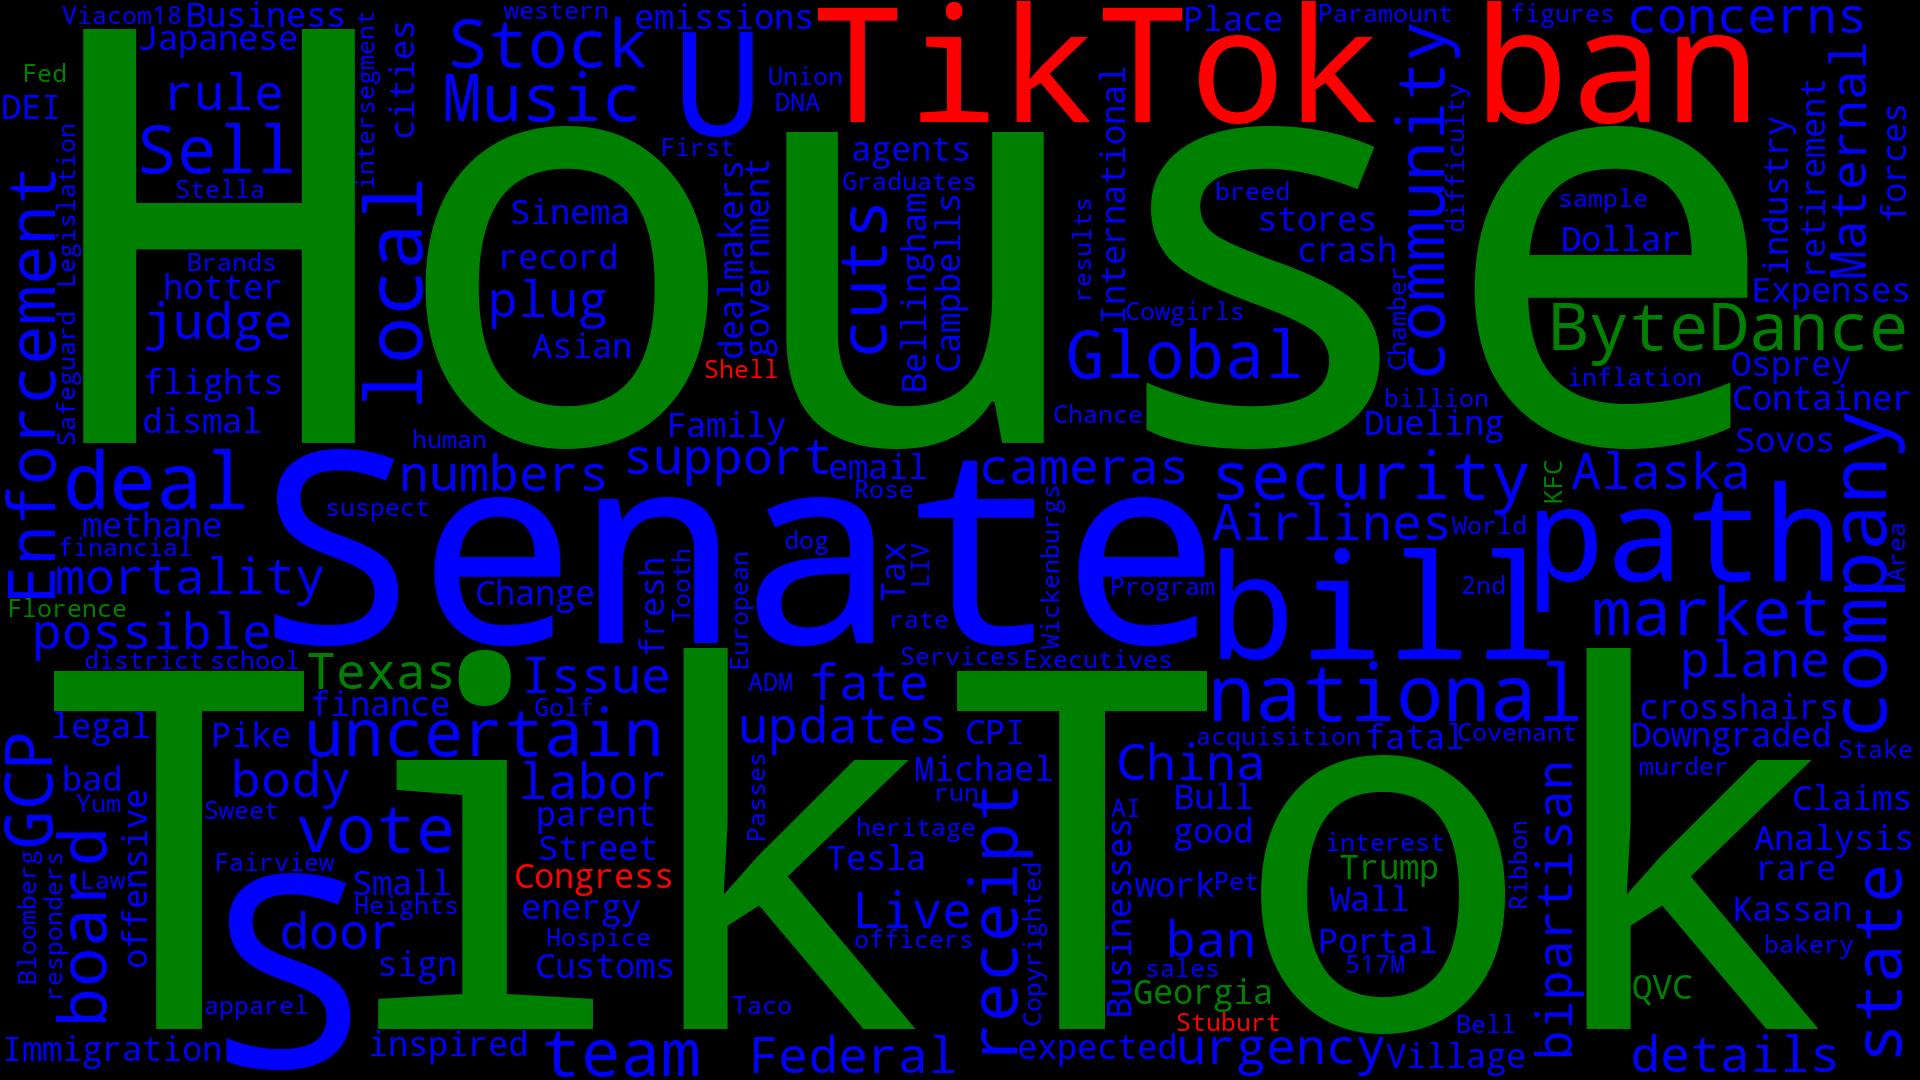 Viacom18 Business western emissions TikTok ban Place Paramount figures concerns
Fed Japanese intersegment cities Stock U Union International community difficulty Maternal
DEI rule Music DNA industry retirement forces
Sell First agents
Enforcement Legislation Stella local Sinema dealmakers government Graduates breed sample
House
Safeguard Brands record cuts Bellingham Campbells results stores Dollar
hotter plug Cowgirls crash Expenses
judge Asian Global Chamber ByteDance
flights Shell inflation Osprey
dismal Family Chance billion Container
human Dueling Sovos
deal numbers support email cameras security KFC Alaska
suspect Rose Wickenburgs path company
methane Senate dog Airlines World Area
financial fresh Tooth European Tax LIV
mortality Change Program bill 2nd
Florence rate market
possible
district school Texas Services Executives plane
Issue ADM fate national
finance Golf crosshairs
legal Pike uncertain updates CPI acquisition fatal Covenant Downgraded Stake
GCP bad body labor Passes Michael China murder
TikTok
Yum Sweet parent run receipt AI Bull bipartisan Claims
board offensive vote Street heritage Businesses good interest Ribbon Analysis
Bloomberg responders Law Fairview Tesla Trump rare
S Small Congress work Pet Wall state
Heights energy Live Copyrighted Kassan
door Hospice officers ban Portal bakery
sign Customs sales 517M
apparel Taco Georgia QVC
Stuburt Bell
Immigration inspired team Federal expected urgency Village details